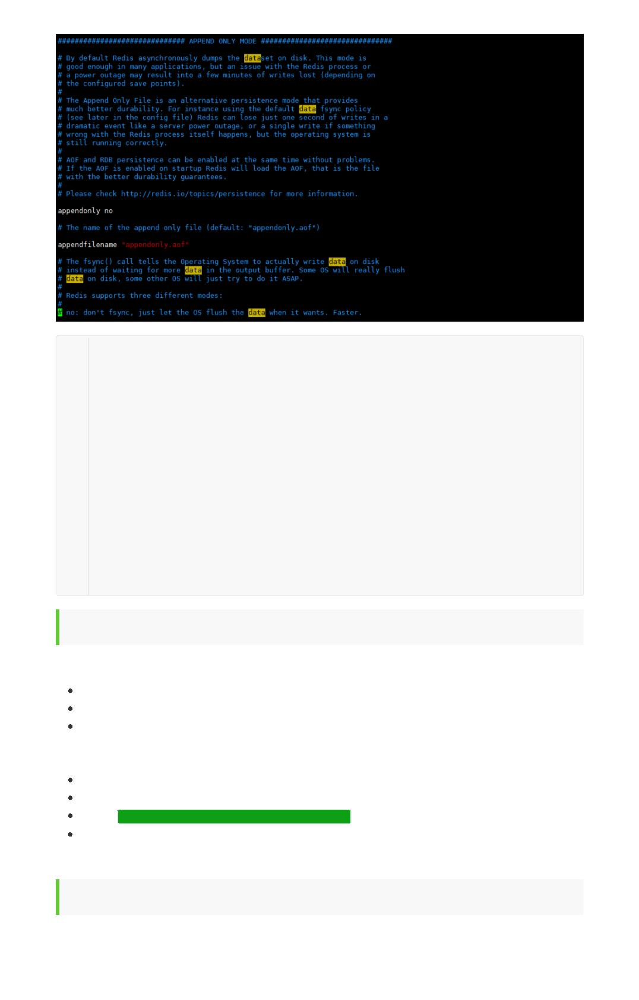 ############################## APPEND ONLY MODE ###############################
# By default Redis asynchronously dumps the dataset on disk. This mode is
# good enough in many applications, but an issue with the Redis process or
# a power outage may result into a few minutes of writes lost (depending on
# the configured save points).
#
# The Append Only File is an alternative persistence mode that provides
# much better durability. For instance using the default data fsync policy
# (see later in the config file) Redis can lose just one second of writes in a
# dramatic event like a server power outage, or a single write if something
# wrong with the Redis process itself happens, but the operating system is
# still running correctly.
#
# AOF and RDB persistence can be enabled at the same time without problems.
# If the AOF is enabled on startup Redis will load the AOF, that is the file
# with the better durability guarantees.
#
# Please check http://redis.io/topics/persistence for more information.
appendonly no
# The name of the append only file (default: "appendonly.aof")
appendfilename "appendonly.aof"
# The fsync() call tells the Operating System to actually write data on disk
# instead of waiting for more data in the output buffer. Some OS will really flush
# data on disk, some other OS will just try to do it ASAP.
#
# Redis supports three different modes:
#
# no: don't fsync, just let the OS flush the data when it wants. Faster.